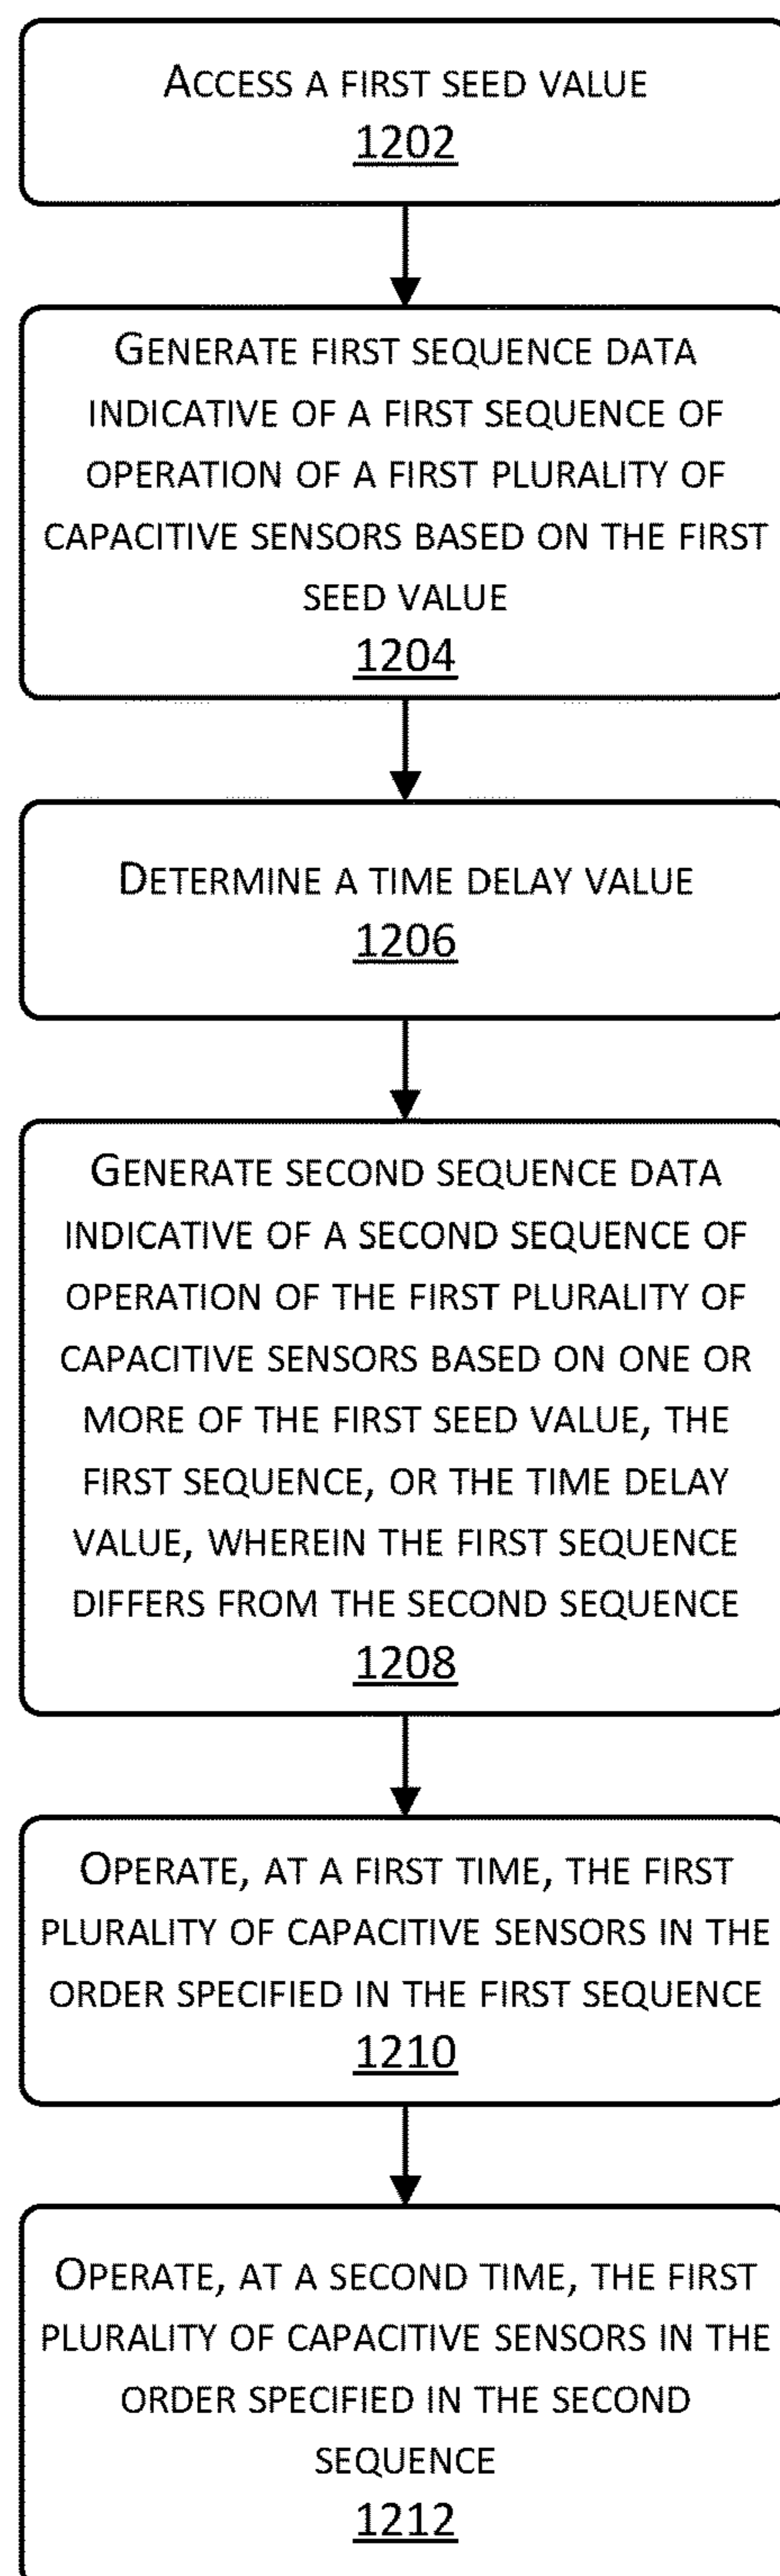 ACCESS A FIRST SEED VALUE
1202
GENERATE FIRST SEQUENCE DATA
INDICATIVE OF A FIRST SEQUENCE OF
OPERATION OF A FIRST PLURALITY OF
CAPACITIVE SENSORS BASED ON THE FIRST
SEED VALUE
1204
DETERMINE A TIME DELAY VALUE
1206
GENERATE SECOND SEQUENCE DATA
INDICATIVE OF A SECOND SEQUENCE OF
OPERATION OF THE FIRST PLURALITY OF
CAPACITIVE SENSORS BASED ON ONE OR
MORE OF THE FIRST SEED VALUE, THE
FIRST SEQUENCE, OR THE TIME DELAY
VALUE, WHEREIN THE FIRST SEQUENCE
DIFFERS FROM THE SECOND SEQUENCE
1208
OPERATE, AT A FIRST TIME, THE FIRST
PLURALITY OF CAPACITIVE SENSORS IN THE
ORDER SPECIFIED IN THE FIRST SEQUENCE
1210
OPERATE, AT A SECOND TIME, THE FIRST
PLURALITY OF CAPACITIVE SENSORS IN THE
ORDER SPECIFIED IN THE SECOND
SEQUENCE
1212